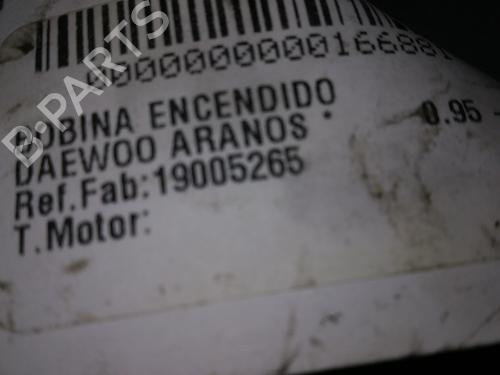 BOBINA ENCENDIDO
DAEWOO ARANOS * 0.95 -
Ref.Fab:19005265
T.Motor:
B-PARTS